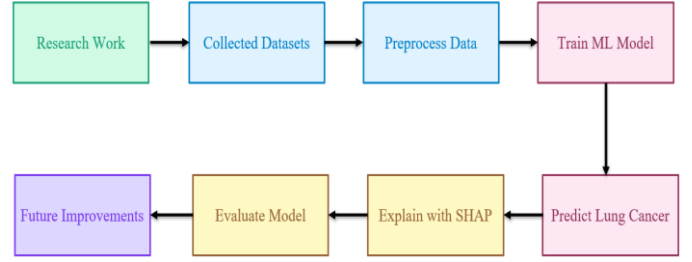 Research Work
Collected Datasets
Preprocess Data
Train ML Model
Predict Lung Cancer
Explain with SHAP
Evaluate Model
Future Improvements